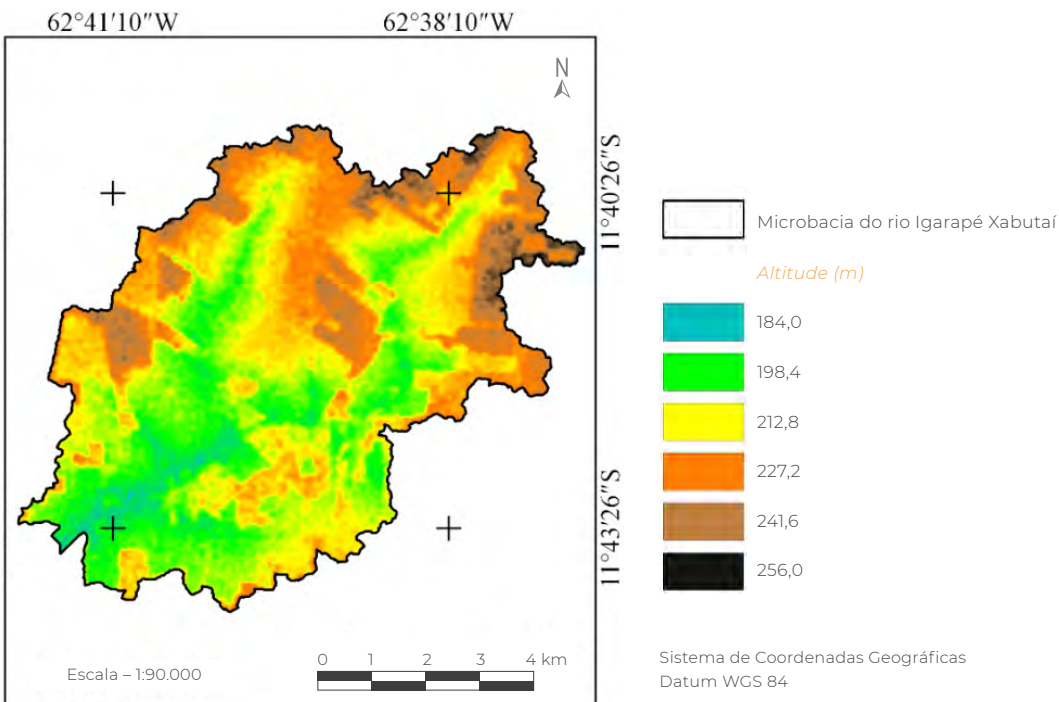 62°41'10"W
62°38'10"W
N
11°40'26"S
11°43'26"S
Escala – 1:90.000
0 1 2 3 4 km
Microbacia do rio Igarapé Xabutaí
Altitude (m)
184,0
198,4
212,8
227,2
241,6
256,0
Sistema de Coordenadas Geográficas
Datum WGS 84